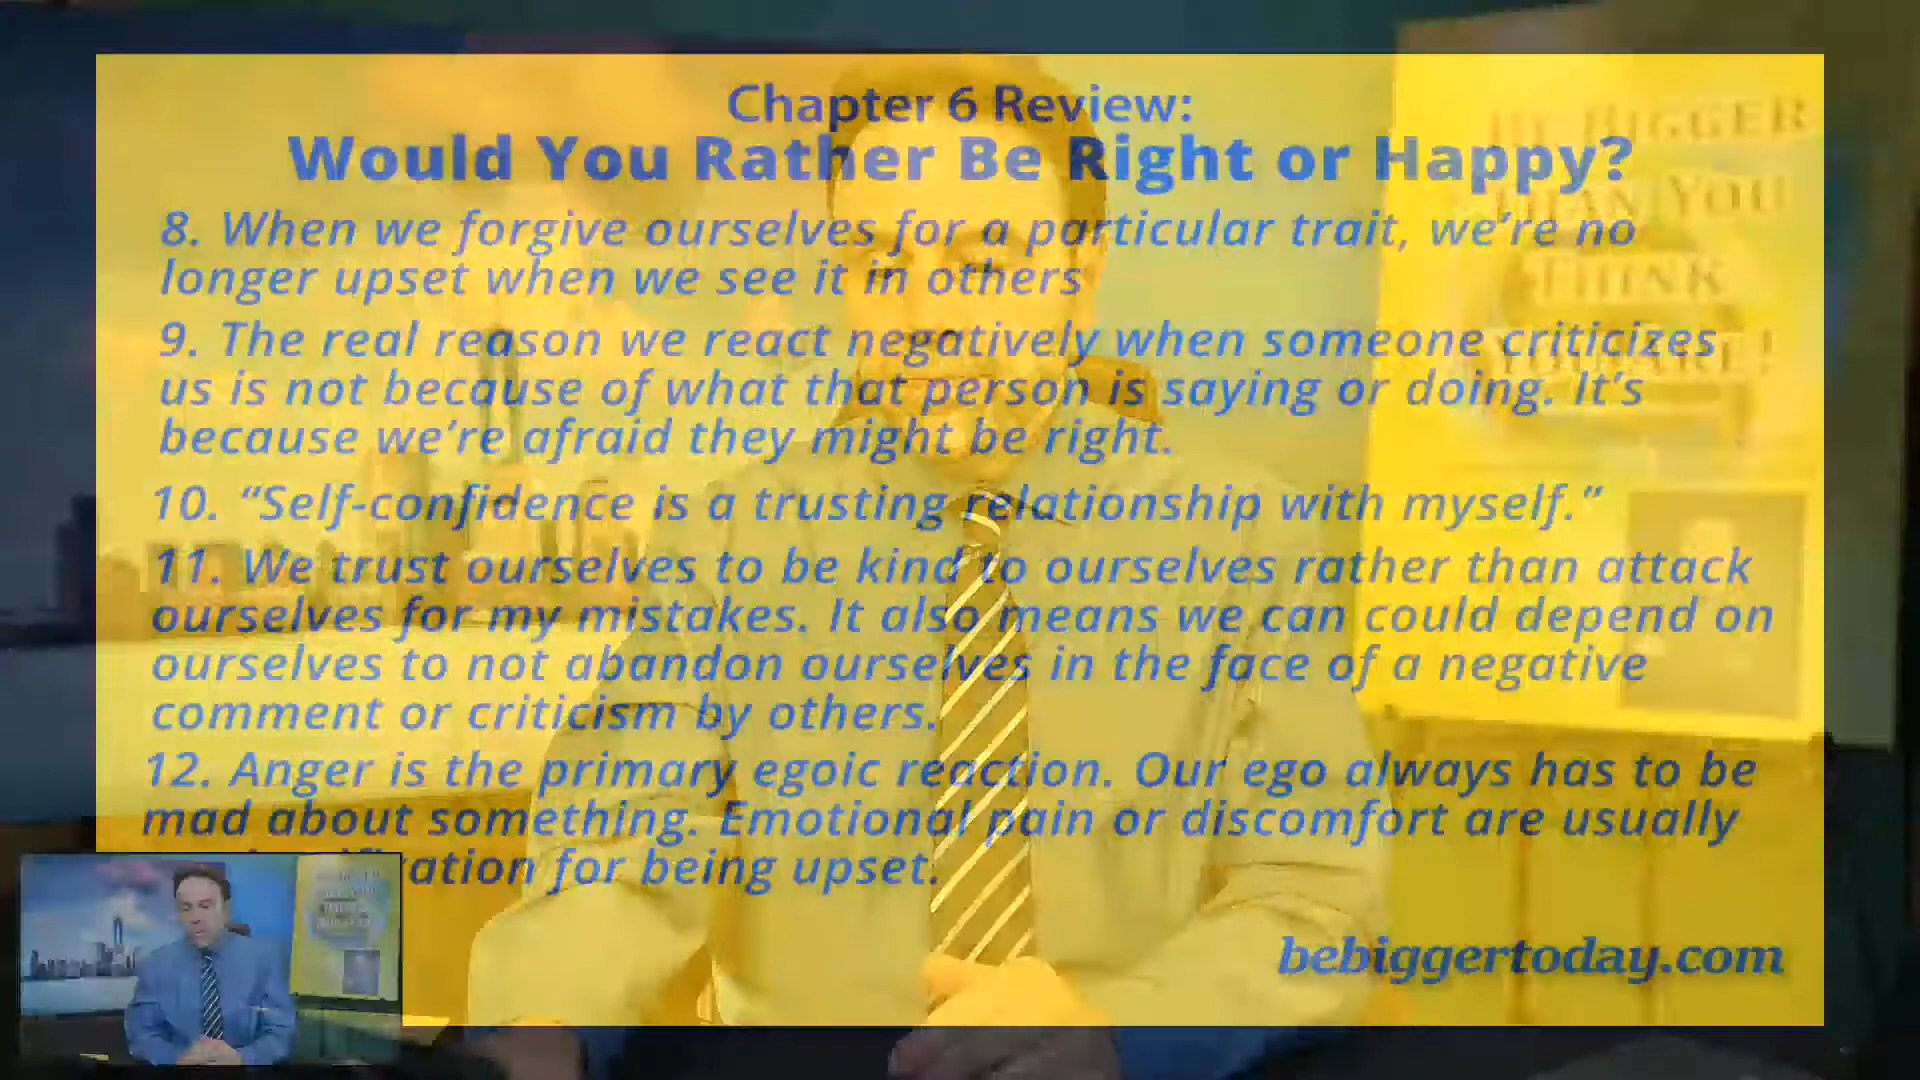 Chapter 6 Review:
Would You Rather Be Right or Happy?
8. When we forgive ourselves for a particular trait, we're no
longer upset when we see it in others
9. The real reason we react negatively when someone criticizes
us is not because of what that person is saying or doing. It's
because we're afraid they might be right.
10. “Self-confidence is a trusting relationship with myself.”
11. We trust ourselves to be kind to ourselves rather than attack
ourselves for my mistakes. It also means we can could depend on
ourselves to not abandon ourselves in the face of a negative
comment or criticism by others.
12. Anger is the primary egoic reaction. Our ego always has to be
mad about something. Emotional pain or discomfort are usually
for being upset.
bebiggertoday.com
BE BIGGER
THAN YOU
THINK
YOU ARE!